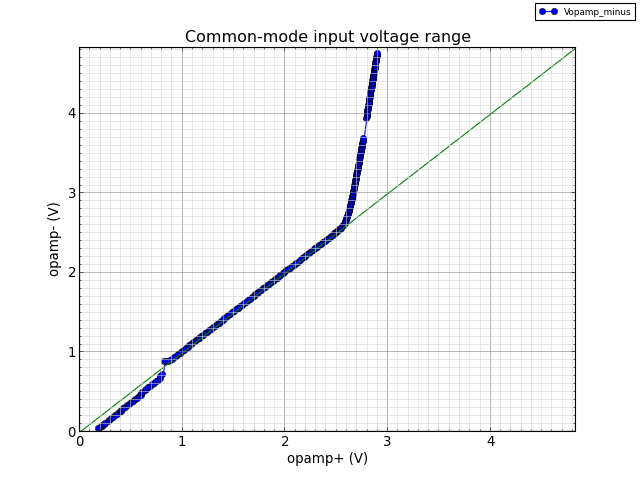 Vopamp_minus
Common-mode input voltage range
opamp- (V)
4
3
2
1
0
0 1 2 3 4
opamp+ (V)